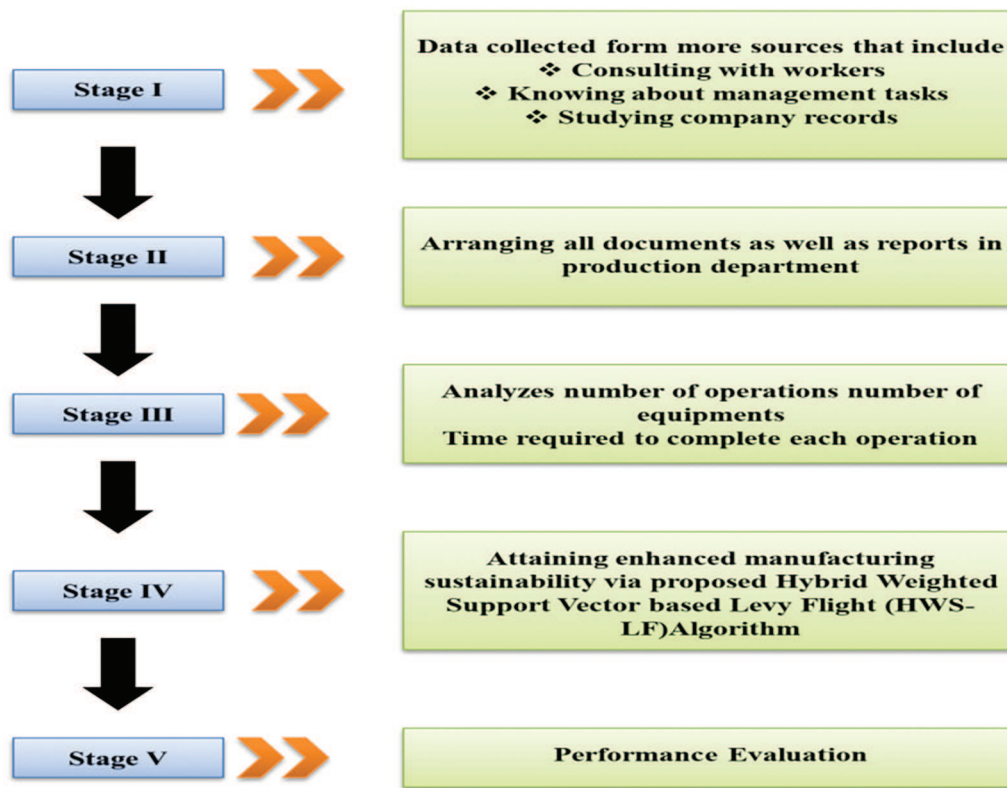 Stage I
Data collected form more sources that include
❖ Consulting with workers
❖ Knowing about management tasks
❖ Studying company records
Stage II
Arranging all documents as well as reports in
production department
Stage III
Analyzes number of operations number of
equipments
Time required to complete each operation
Stage IV
Attaining enhanced manufacturing
sustainability via proposed Hybrid Weighted
Support Vector based Levy Flight (HWS-
LF)Algorithm
Stage V
Performance Evaluation